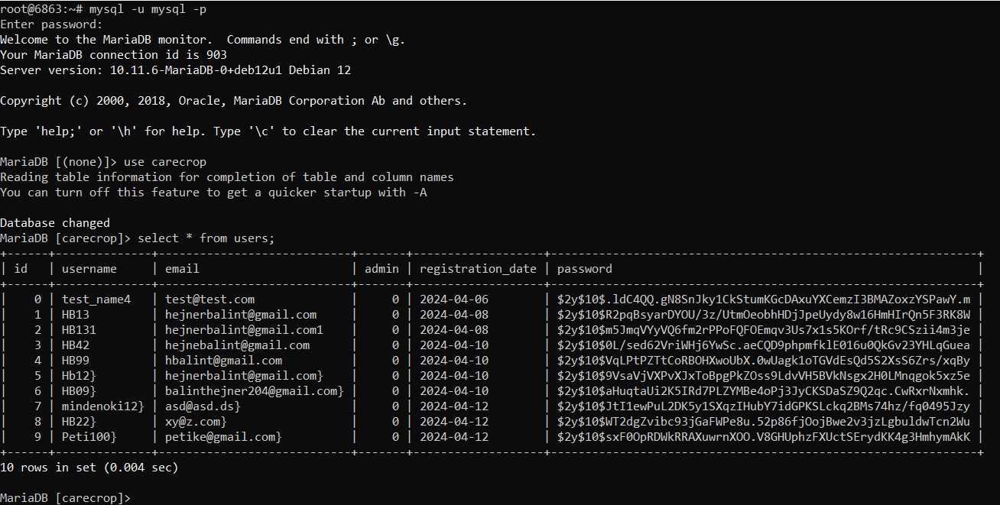 root@6863:~# mysql -u mysql -p
Enter password:
Welcome to the MariaDB monitor.  Commands end with ; or \g.
Your MariaDB connection id is 903
Server version: 10.11.6-MariaDB-0+deb12u1 Debian 12

Copyright (c) 2000, 2018, Oracle, MariaDB Corporation Ab and others.

Type 'help;' or '\h' for help. Type '\c' to clear the current input statement.

MariaDB [(none)]> use carecrop
Reading table information for completion of table and column names
You can turn off this feature to get a quicker startup with -A

Database changed
MariaDB [carecrop]> select * from users;
+------+--------------+----------------------------+-------+-------------------+--------------------------------------------------------------+
| id   | username     | email                      | admin | registration_date | password                                                     |
+------+--------------+----------------------------+-------+-------------------+--------------------------------------------------------------+
|    0 | test_name4   | test@test.com              |     0 | 2024-04-06        | $2y$10$.ldC4QQ.gN8SnJky1CkStumKGcDAxuYXCemzI3BMAZoxzYSPawY.m |
|    1 | HB13         | hejnerbalint@gmail.com     |     0 | 2024-04-08        | $2y$10$R2pqBsyarDYOU/3z/UtmOeobhHDjJpeUydy8w16HmHIrQn5F3RK8W |
|    2 | HB131        | hejnerbalint@gmail.com1    |     0 | 2024-04-08        | $2y$10$m5JmqVYyVQ6fm2rPPoFQFOEmqv3Us7x1s5KOrf/tRc9CSzii4m3je |
|    3 | HB42         | hejnebalint@gmail.com      |     0 | 2024-04-10        | $2y$10$0L/sed62VriWHj6YwSc.aeCQD9phpmfklE016u0QkGv23YHLqGuea |
|    4 | HB99         | hbalint@gmail.com          |     0 | 2024-04-10        | $2y$10$VqLPtPZTtCoRBOHXwoUbX.0wUagk1oTGVdEsQd5S2XsS6Zrs/xqBy |
|    5 | Hb12}        | hejnerbalint@gmail.com}    |     0 | 2024-04-10        | $2y$10$9VsaVjVXPvXJxToBpgPkZOss9LdvVH5BVkNsgx2H0LMnqgok5xz5e |
|    6 | HB09}        | balinthejner204@gmail.com} |     0 | 2024-04-10        | $2y$10$aHuqtaUi2K5IRd7PLZYMBe4oPj3JyCKSDaSZ9Q2qc.CwRxrNxmhk. |
|    7 | mindenoki12} | asd@asd.ds}                |     0 | 2024-04-12        | $2y$10$JtI1ewPuL2DK5y1SXqzIHubY7idGPKSLckq2BMs74hz/fq0495Jzy |
|    8 | HB22}        | xy@z.com}                  |     0 | 2024-04-12        | $2y$10$WT2dgZvibc93jGaFWPe8u.52p86fjOojBwe2v3jzLgbuldwTcn2Wu |
|    9 | Peti100}     | petike@gmail.com}          |     0 | 2024-04-12        | $2y$10$sxF0OpRDWkRRAXuwrnXOO.V8GHUphzFXUctSErydKK4g3HmhymAkK |
+------+--------------+----------------------------+-------+-------------------+--------------------------------------------------------------+
10 rows in set (0.004 sec)

MariaDB [carecrop]>